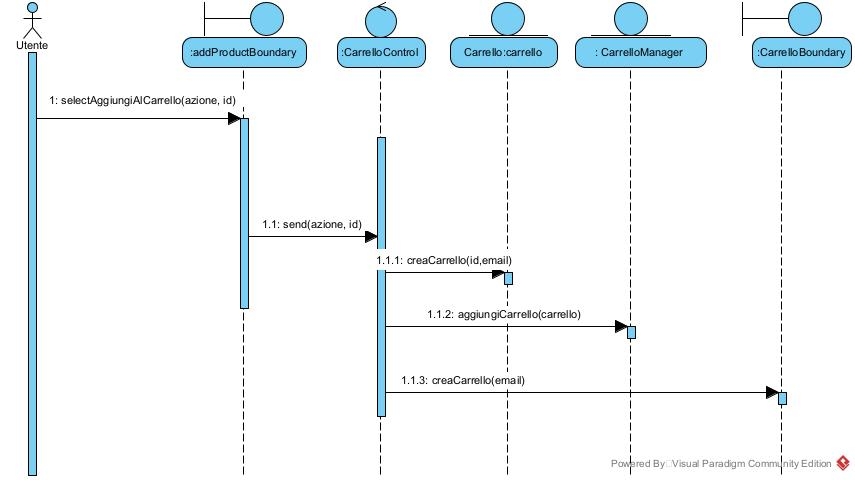 Utente
:addProductBoundary
:CarrelloControl
Carrello:carrello
: CarrelloManager
:CarrelloBoundary
1: selectAggiungiAlCarrello(azione, id)
1.1: send(azione, id)
1.1.1: creaCarrello(id,email)
1.1.2: aggiungiCarrello(carrello)
1.1.3: creaCarrello(email)
Powered By Visual Paradigm Community Edition